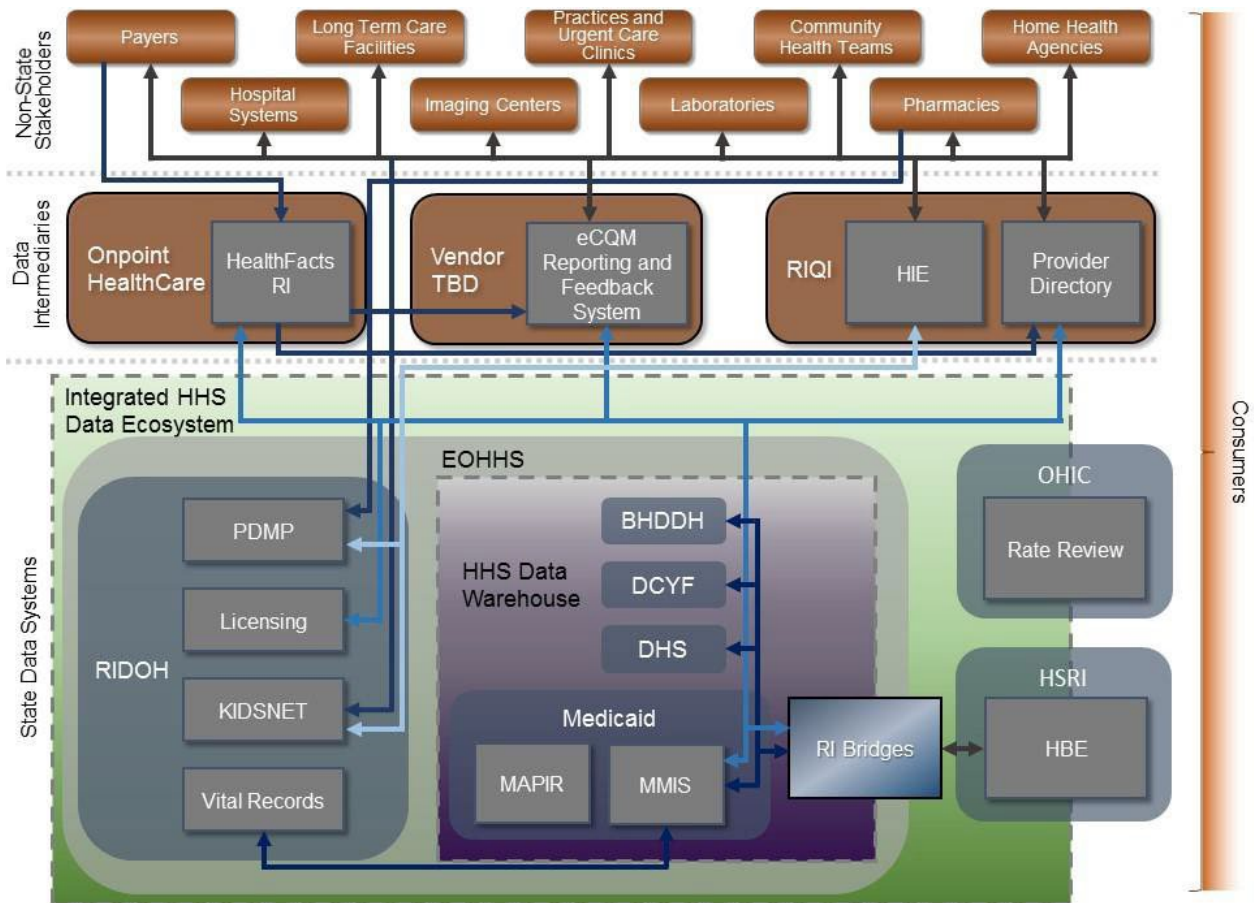 Non-State
Stakeholders
Payers
Long Term Care
Facilities
Practices and
Urgent Care
Clinics
Community
Health Teams
Home Health
Agencies
Hospital
Systems
Imaging Centers
Laboratories
Pharmacies
Data
Intermediaries
Onpoint
HealthCare
HealthFacts
RI
Vendor
TBD
eCQM
Reporting and
Feedback
System
RIQI
HIE
Provider
Directory
State Data Systems
Integrated HHS
Data Ecosystem
EOHHS
RIDOH
PDMP
Licensing
KIDSNET
Vital Records
HHS Data
Warehouse
BHDDH
DCYF
DHS
Medicaid
MAPIR
MMIS
RI Bridges
OHIC
Rate Review
HSRI
HBE
Consumers